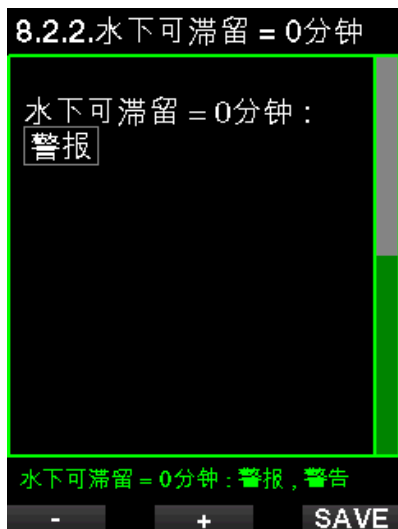 8.2.2.水下可滞留 = 0分钟
水下可滞留 = 0分钟 :
警报
水下可滞留 = 0分钟 : 警报 , 警告
- + SAVE